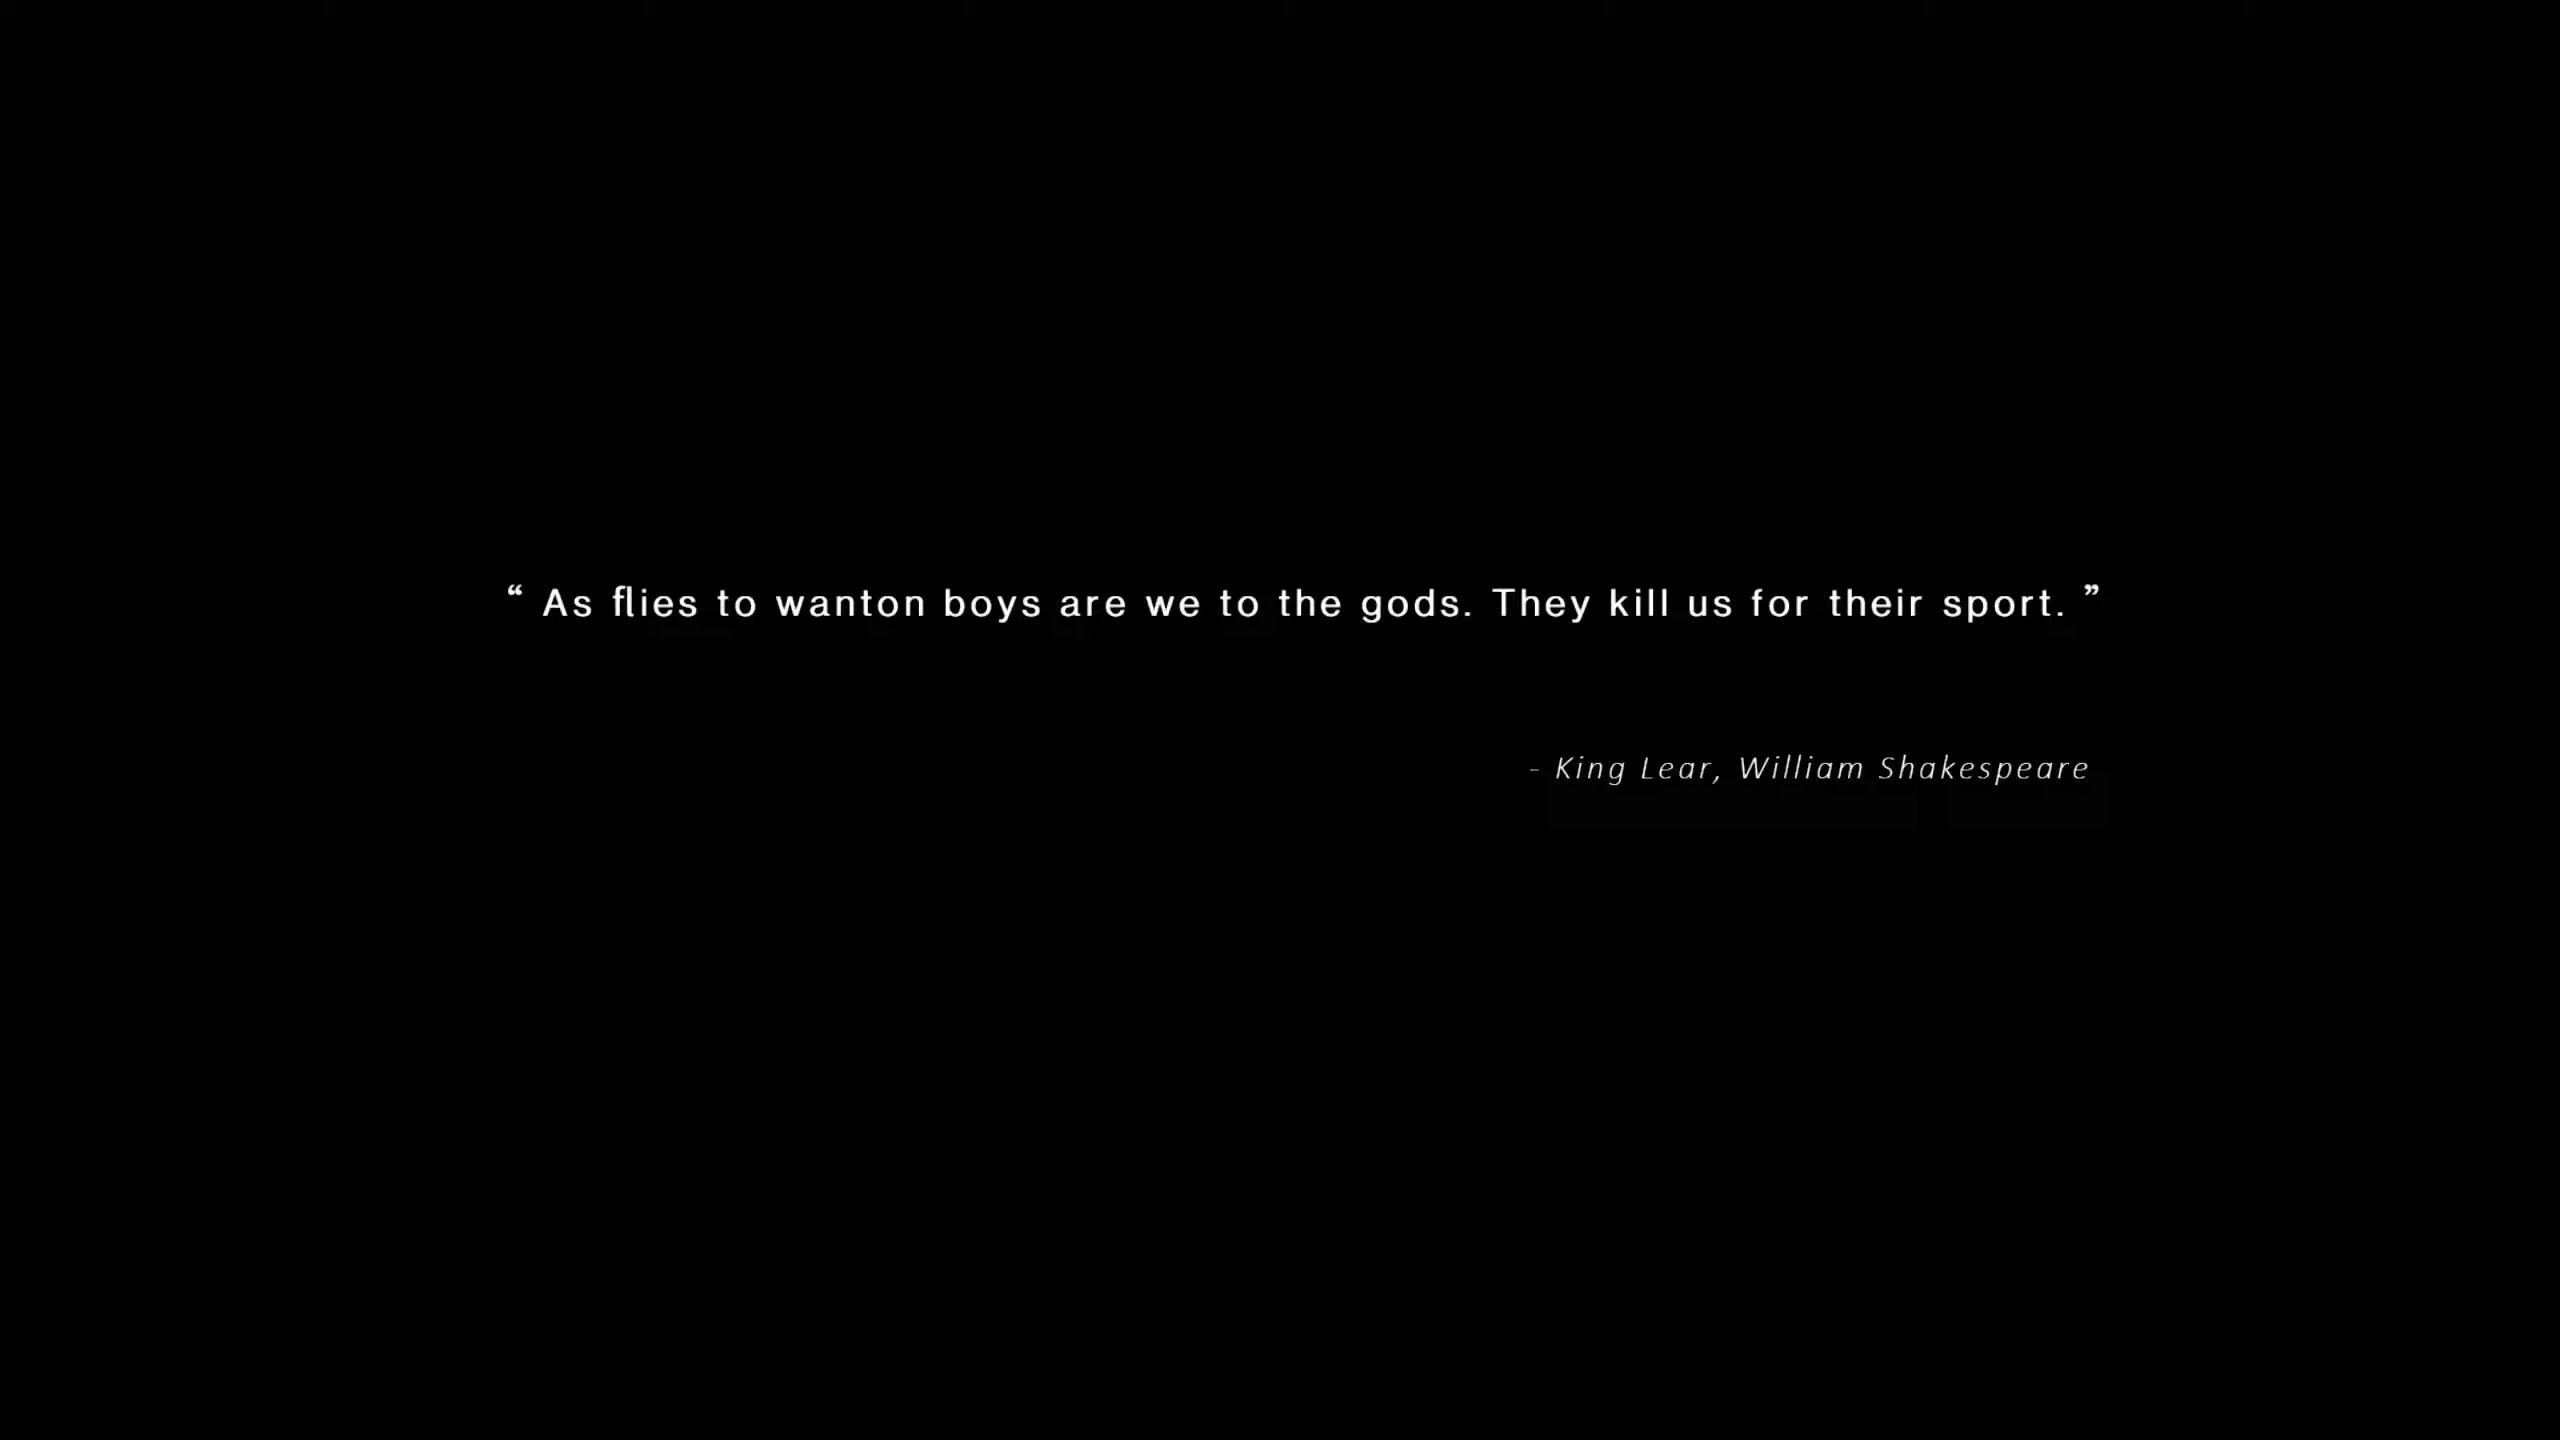 “ As flies to wanton boys are we to the gods. They kill us for their sport. ”
- King Lear, William Shakespeare